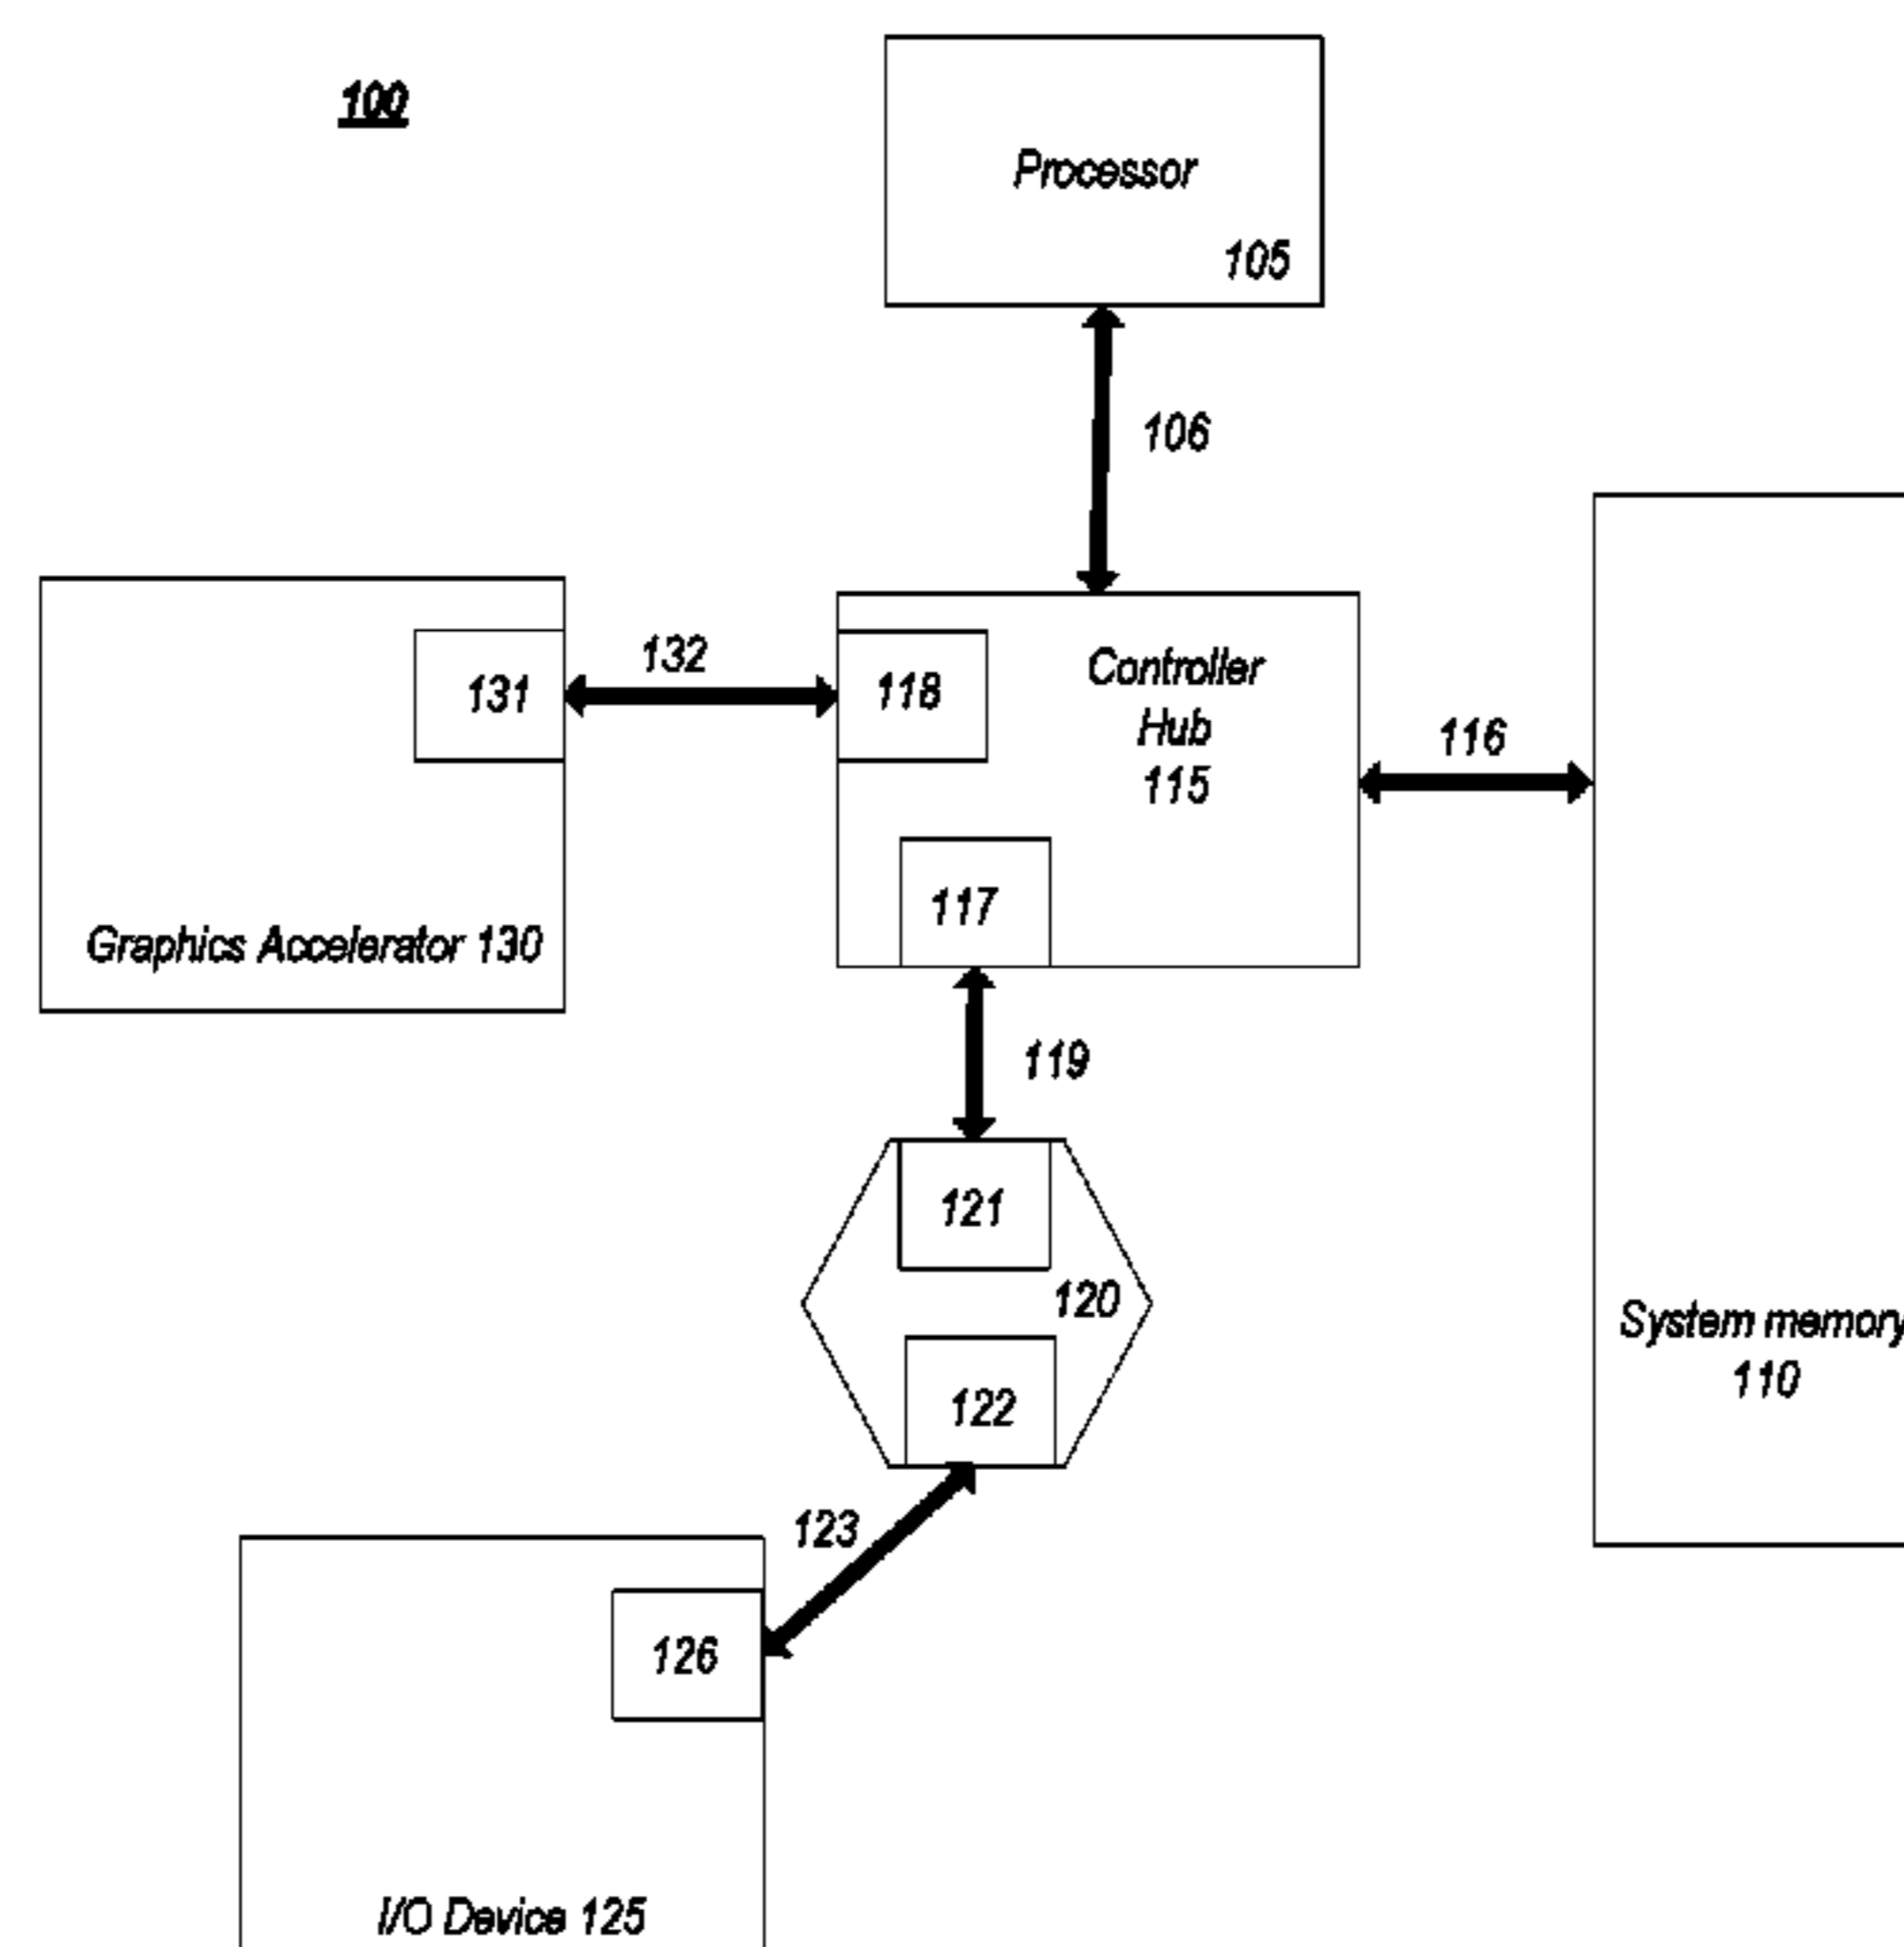 100
Processor
105
106
131
132
118
Controller
Hub
115
116
117
Graphics Accelerator 130
119
121
120
System memory
110
122
123
126
I/O Device 125